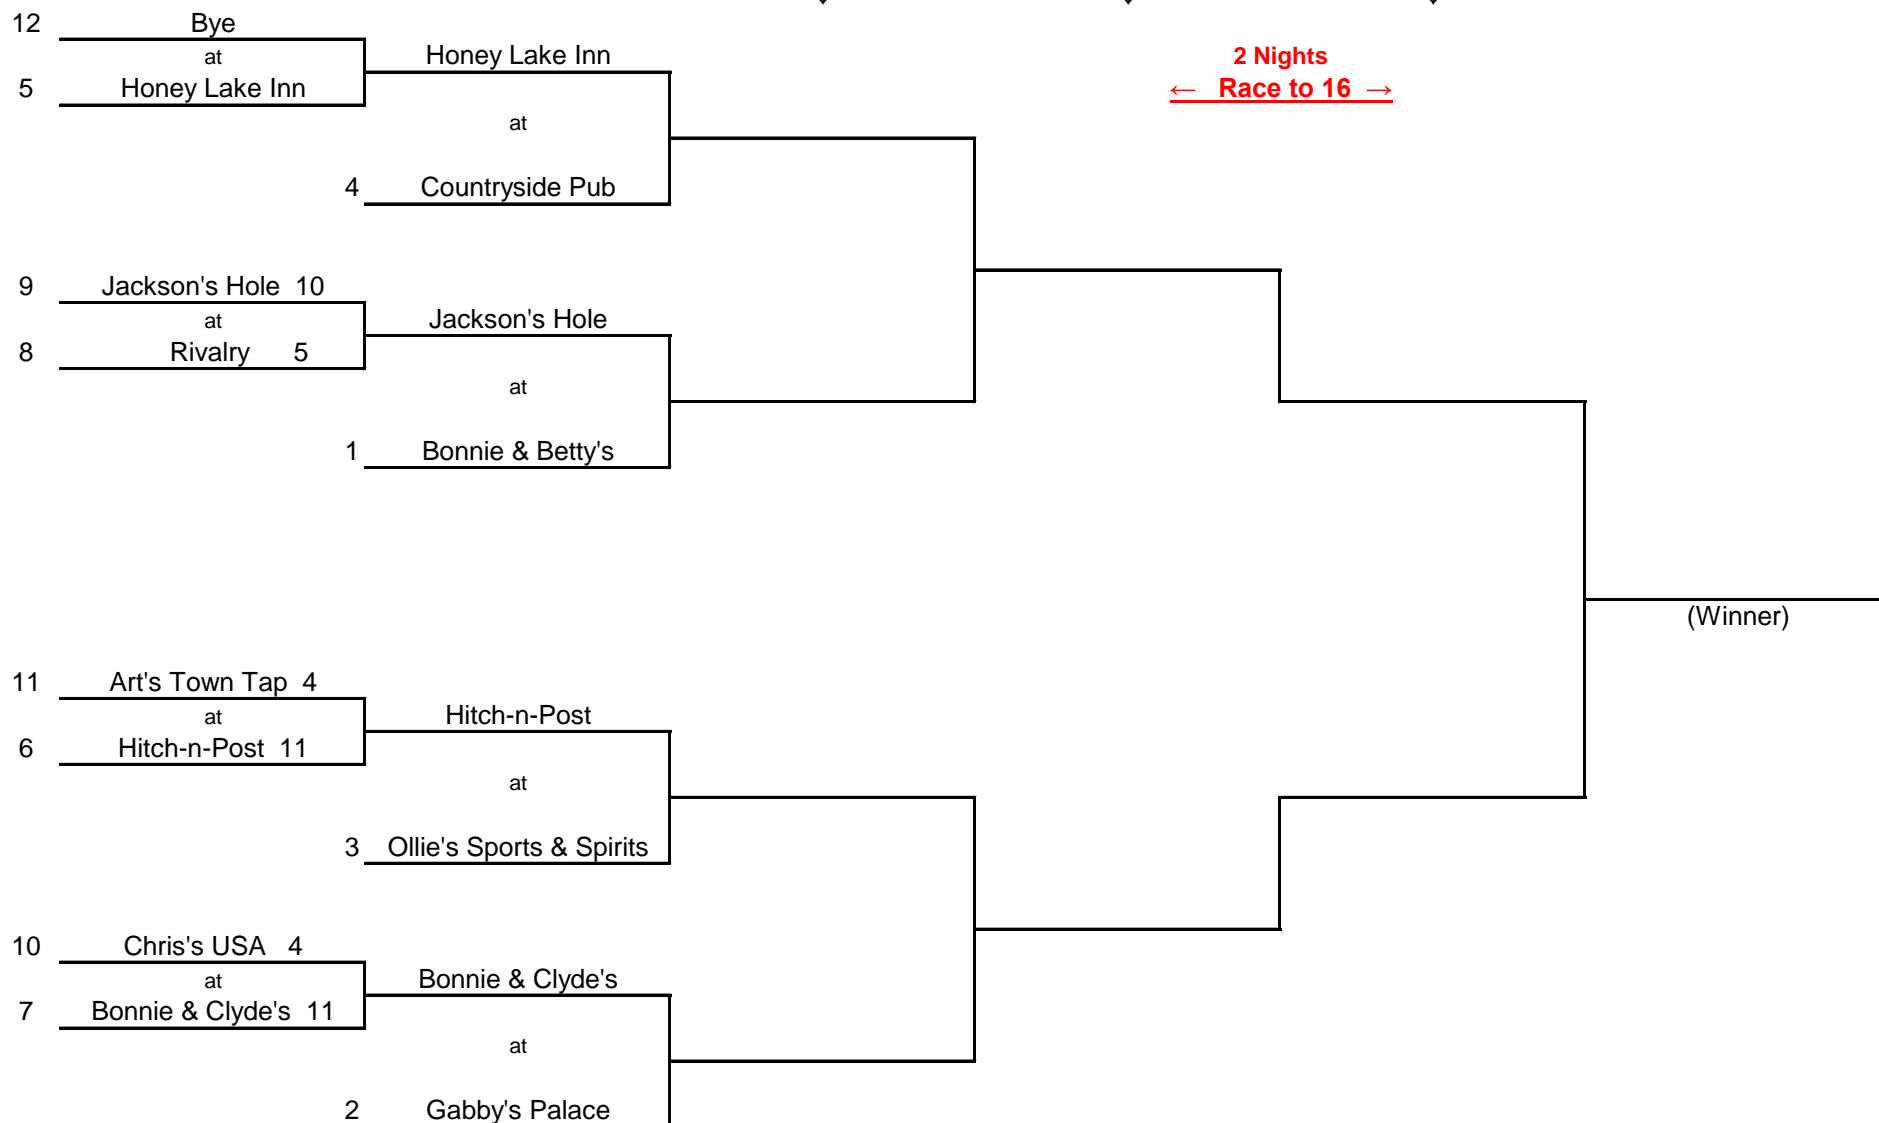 12 Bye
at
5 Honey Lake Inn
Honey Lake Inn
at
4 Countryside Pub
2 Nights
← Race to 16 →
9 Jackson's Hole 10
at
8 Rivalry 5
Jackson's Hole
at
1 Bonnie & Betty's
(Winner)
11 Art's Town Tap 4
at
6 Hitch-n-Post 11
Hitch-n-Post
at
3 Ollie's Sports & Spirits
10 Chris's USA 4
at
7 Bonnie & Clyde's 11
Bonnie & Clyde's
at
2 Gabby's Palace